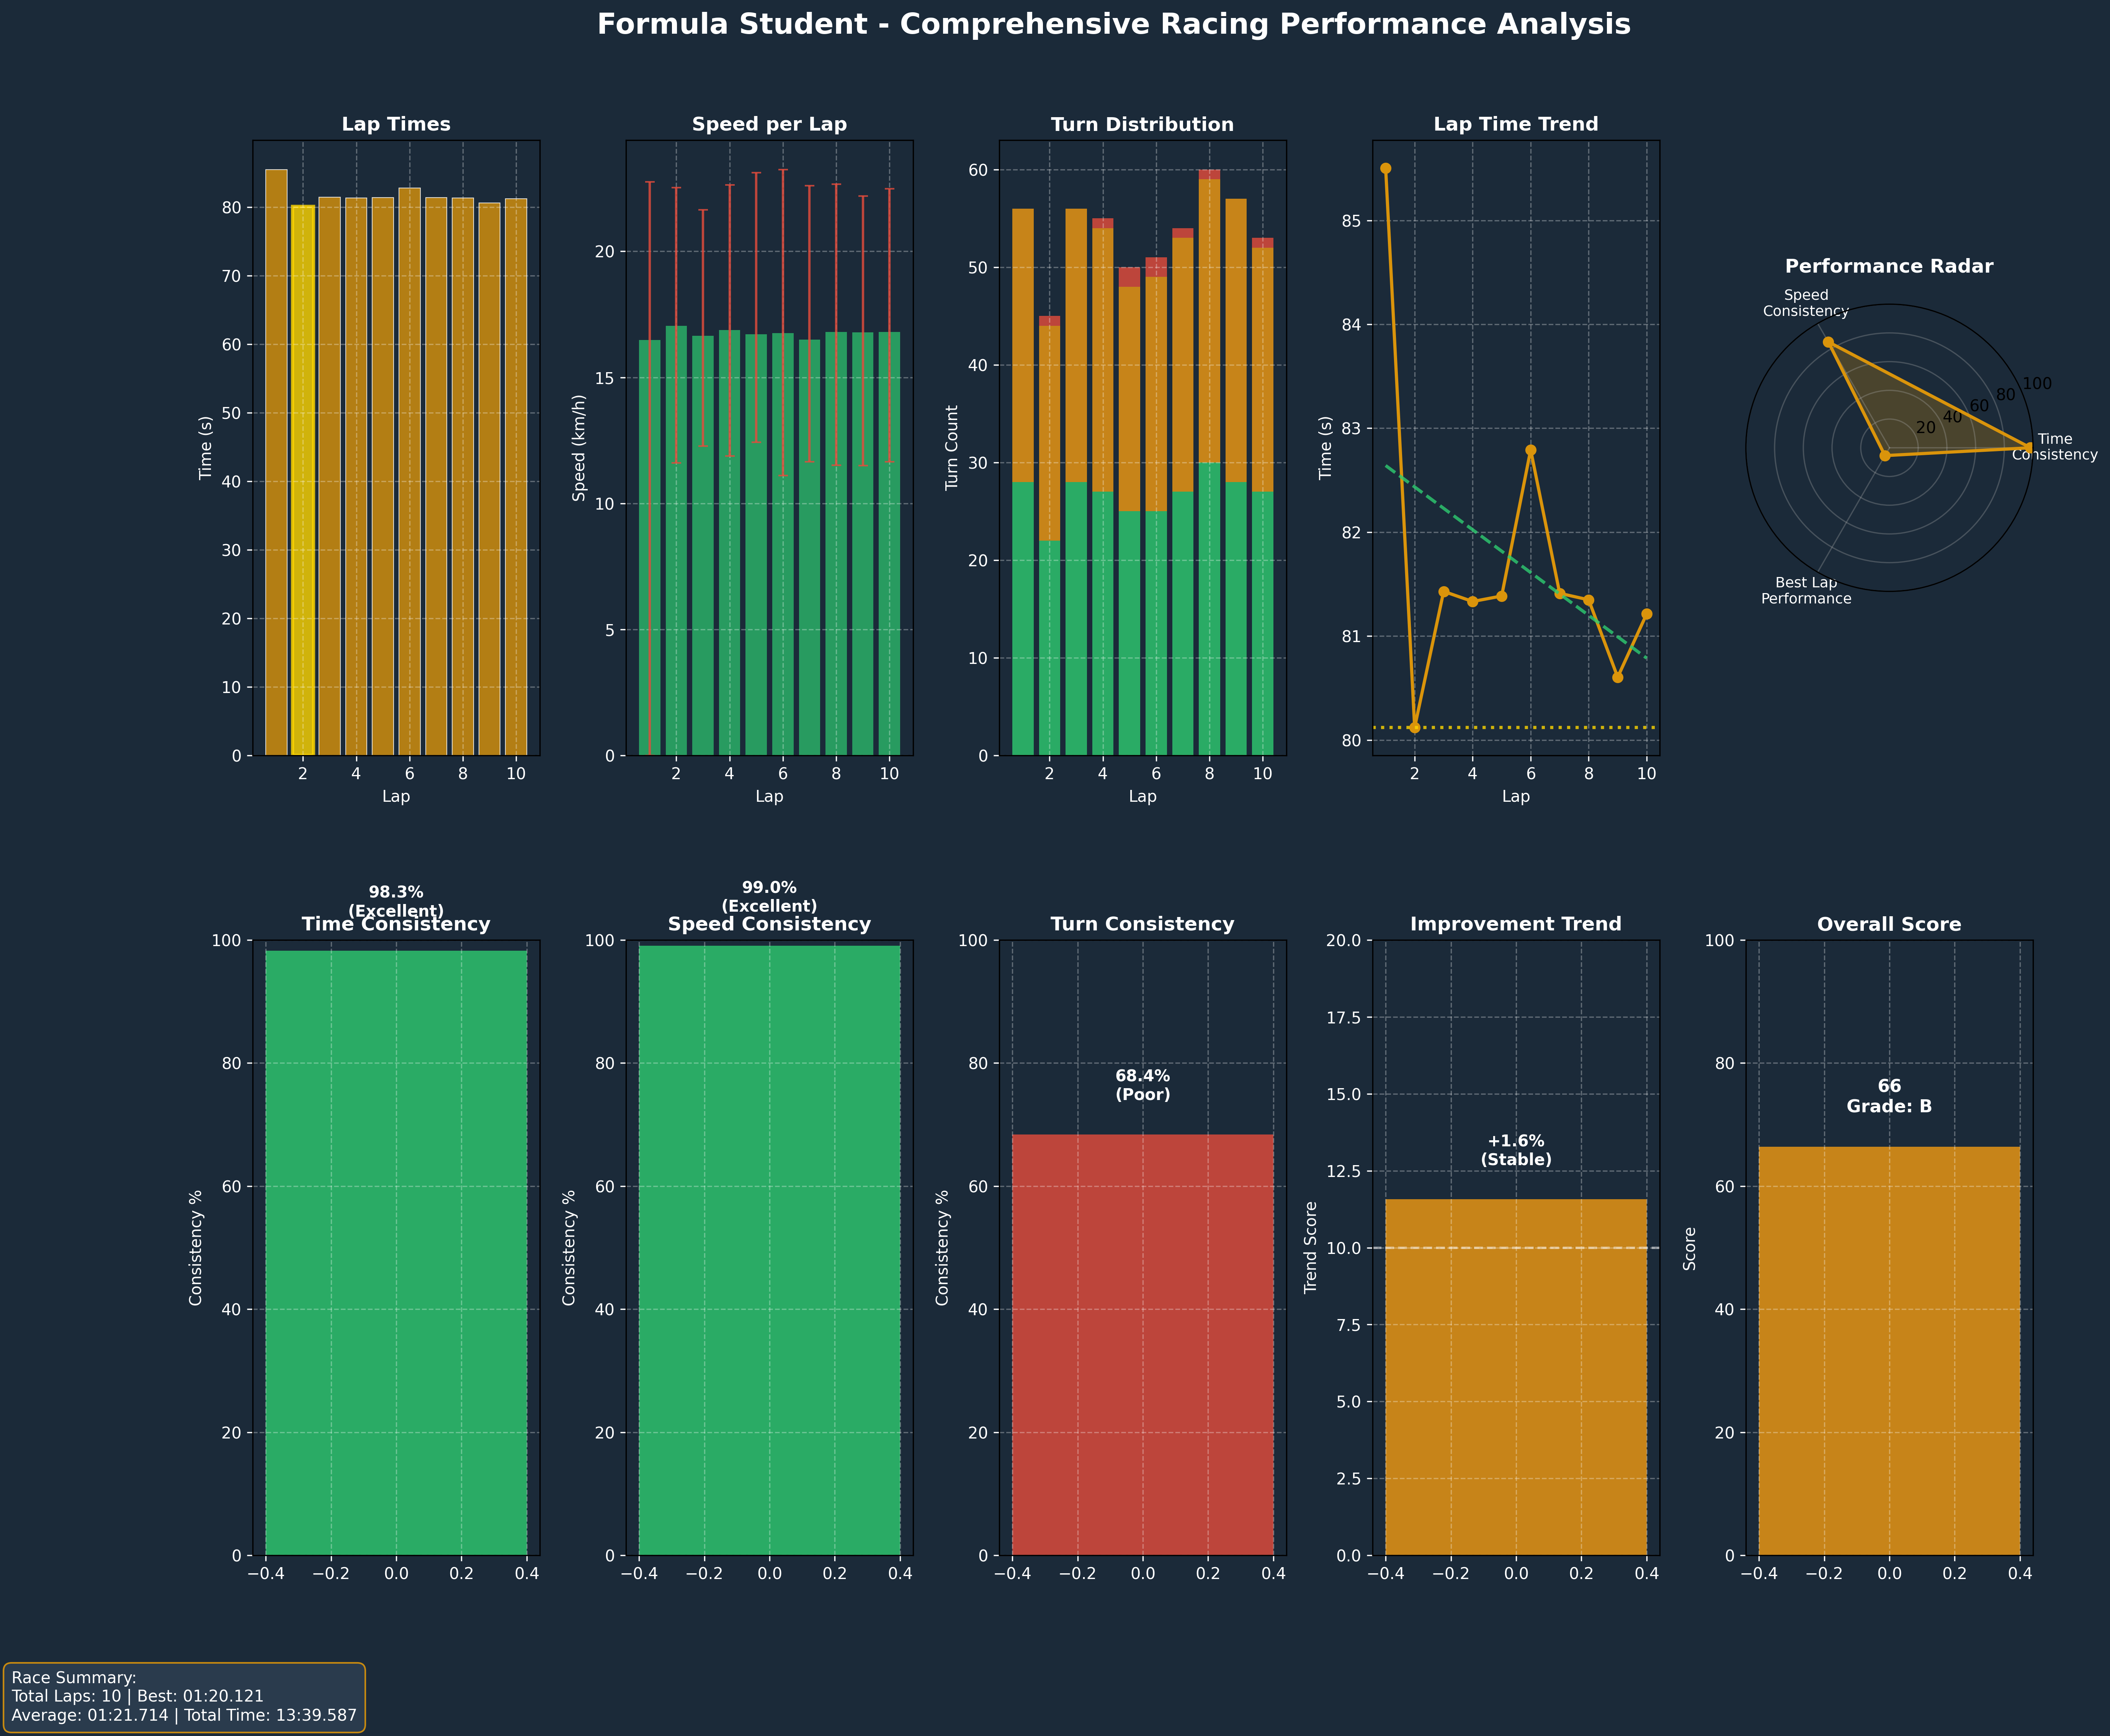 Formula Student - Comprehensive Racing Performance Analysis
Lap Times
Time (s)
80
70
60
50
40
30
20
10
0
2 4 6 8 10
Lap
Speed per Lap
Speed (km/h)
20
15
10
5
0
2 4 6 8 10
Lap
Turn Distribution
Turn Count
60
50
40
30
20
10
0
2 4 6 8 10
Lap
Lap Time Trend
Time (s)
85
84
83
82
81
80
2 4 6 8 10
Lap
Performance Radar
Speed
Consistency
100
80
60
40
20
Time
Consistency
Best Lap
Performance
98.3%
(Excellent)
Time Consistency
Consistency %
100
80
60
40
20
0
−0.4 −0.2 0.0 0.2 0.4
99.0%
(Excellent)
Speed Consistency
Consistency %
100
80
60
40
20
0
−0.4 −0.2 0.0 0.2 0.4
Turn Consistency
68.4%
(Poor)
Consistency %
100
80
60
40
20
0
−0.4 −0.2 0.0 0.2 0.4
Improvement Trend
+1.6%
(Stable)
Trend Score
20.0
17.5
15.0
12.5
10.0
7.5
5.0
2.5
0.0
−0.4 −0.2 0.0 0.2 0.4
Overall Score
66
Grade: B
Score
100
80
60
40
20
0
−0.4 −0.2 0.0 0.2 0.4
Race Summary:
Total Laps: 10 | Best: 01:20.121
Average: 01:21.714 | Total Time: 13:39.587